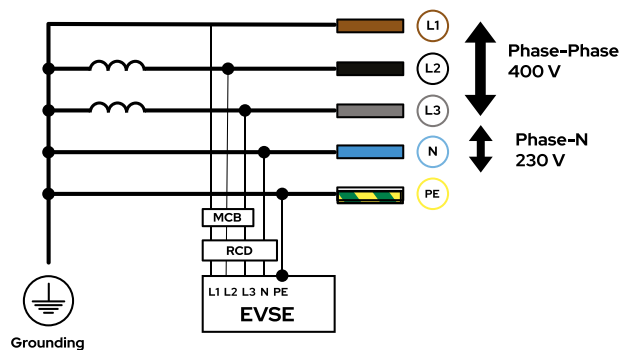 L1
L2
L3
N
PE
Phase-Phase
400 V
Phase-N
230 V
MCB
RCD
L1 L2 L3 N PE
EVSE
Grounding